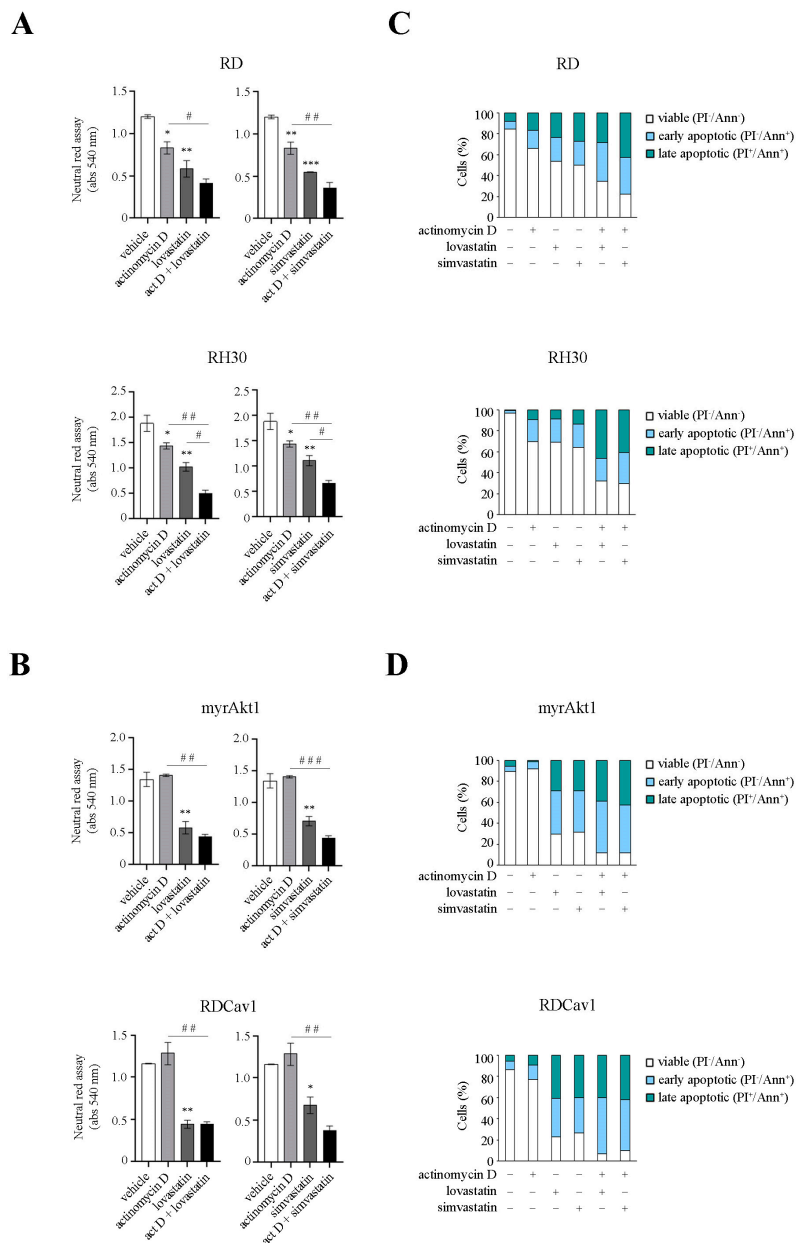 A
RD
Neutral red assay
(abs 540 nm)
1.5
1.0
0.5
0
*
**
#
vehicle
actinomycin D
lovastatin
act D + lovastatin
1.5
1.0
0.5
0
**
***
# #
vehicle
actinomycin D
simvastatin
act D + simvastatin
RH30
Neutral red assay
(abs 540 nm)
2.5
2.0
1.5
1.0
0.5
0
*
**
# #
#
vehicle
actinomycin D
lovastatin
act D + lovastatin
2.5
2.0
1.5
1.0
0.5
0
*
**
# #
#
vehicle
actinomycin D
simvastatin
act D + simvastatin
B
myrAkt1
Neutral red assay
(abs 540 nm)
2.0
1.5
1.0
0.5
0
**
# #
vehicle
actinomycin D
lovastatin
act D + lovastatin
2.0
1.5
1.0
0.5
0
**
# # #
vehicle
actinomycin D
simvastatin
act D + simvastatin
RDCav1
Neutral red assay
(abs 540 nm)
1.5
1.0
0.5
0
**
# #
vehicle
actinomycin D
lovastatin
act D + lovastatin
1.5
1.0
0.5
0
*
# #
vehicle
actinomycin D
simvastatin
act D + simvastatin
C
RD
Cells (%)
100
80
60
40
20
0
viable (PI⁻/Ann⁻)
early apoptotic (PI⁻/Ann⁺)
late apoptotic (PI⁺/Ann⁺)
actinomycin D – + – – + +
lovastatin – – + – + –
simvastatin – – – + – +
RH30
Cells (%)
100
80
60
40
20
0
viable (PI⁻/Ann⁻)
early apoptotic (PI⁻/Ann⁺)
late apoptotic (PI⁺/Ann⁺)
actinomycin D – + – – + +
lovastatin – – + – + –
simvastatin – – – + – +
D
myrAkt1
Cells (%)
100
80
60
40
20
0
viable (PI⁻/Ann⁻)
early apoptotic (PI⁻/Ann⁺)
late apoptotic (PI⁺/Ann⁺)
actinomycin D – + – – + +
lovastatin – – + – + –
simvastatin – – – + – +
RDCav1
Cells (%)
100
80
60
40
20
0
viable (PI⁻/Ann⁻)
early apoptotic (PI⁻/Ann⁺)
late apoptotic (PI⁺/Ann⁺)
actinomycin D – + – – + +
lovastatin – – + – + –
simvastatin – – – + – +